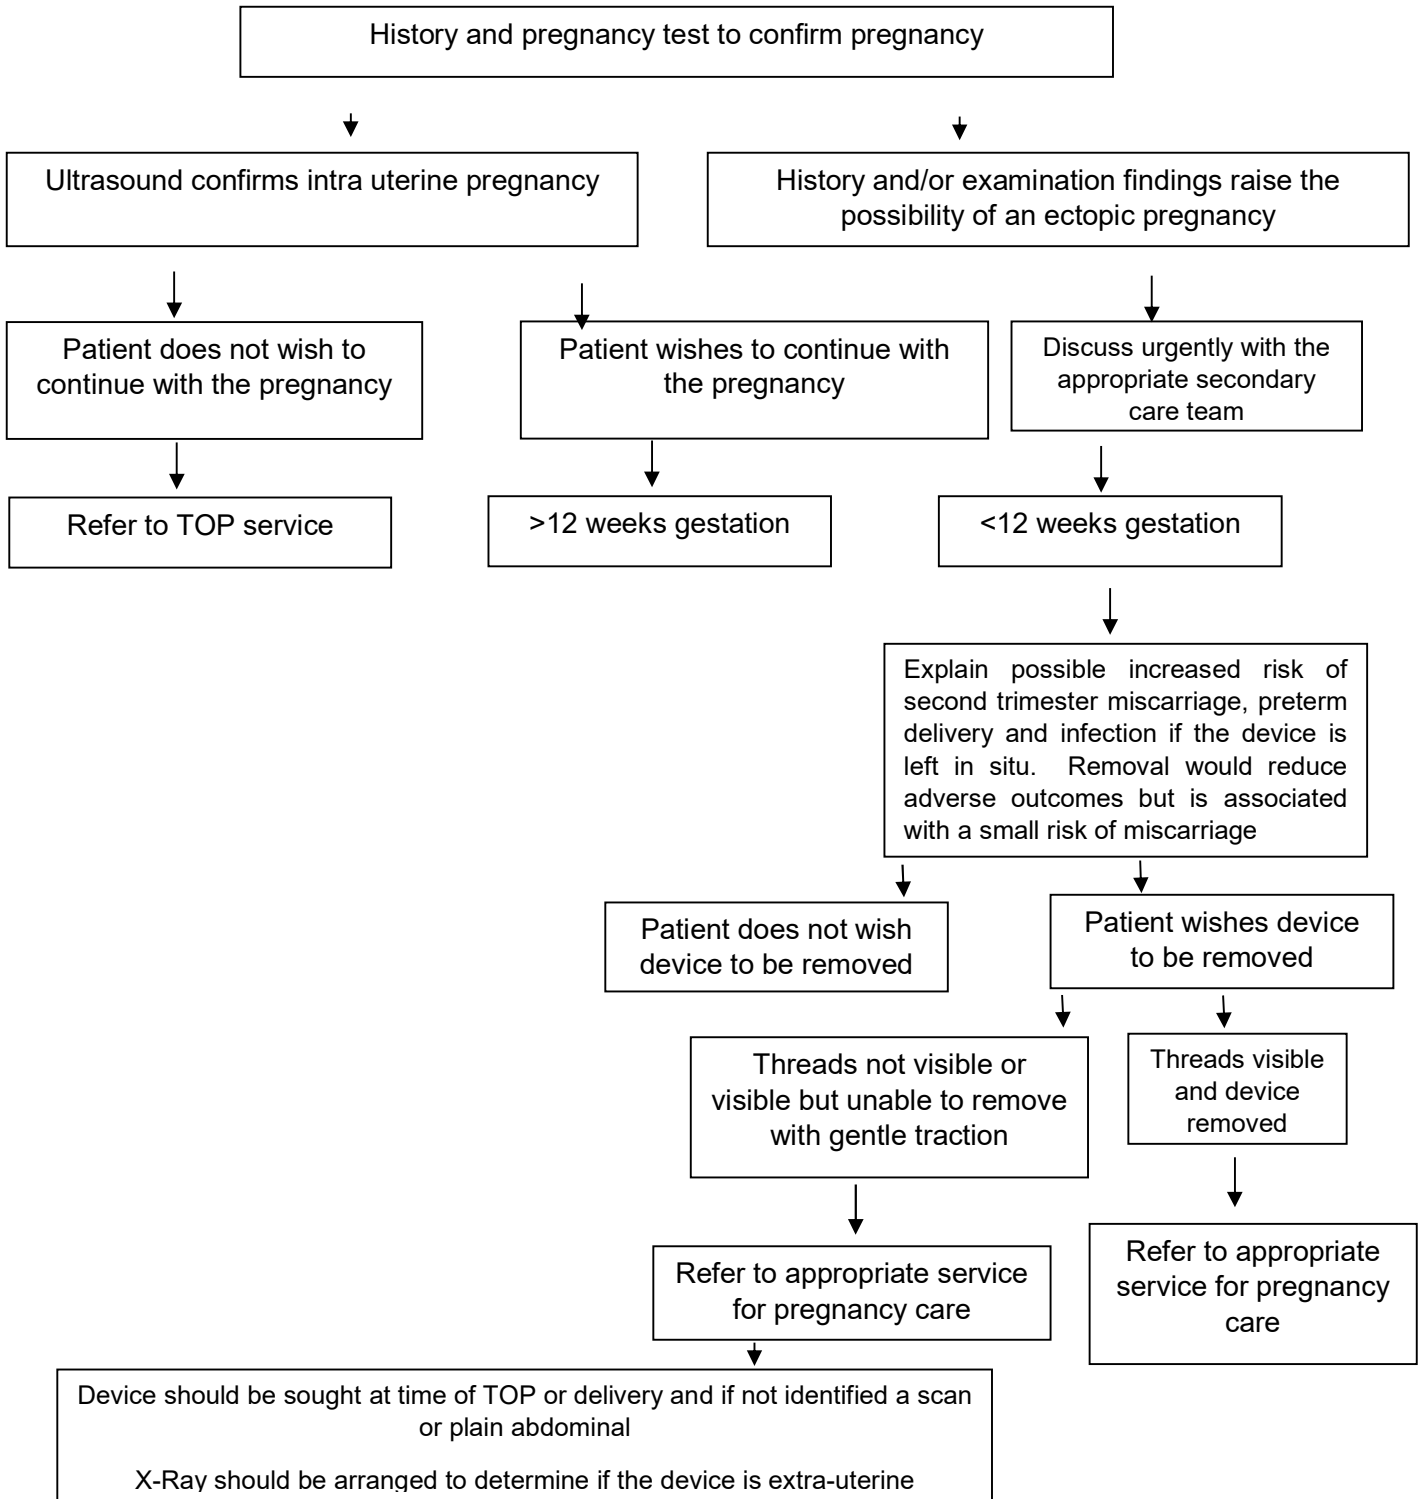 History and pregnancy test to confirm pregnancy
Ultrasound confirms intra uterine pregnancy
History and/or examination findings raise the
possibility of an ectopic pregnancy
Patient does not wish to
continue with the pregnancy
Patient wishes to continue with
the pregnancy
Discuss urgently with the
appropriate secondary
care team
Refer to TOP service
>12 weeks gestation
<12 weeks gestation
Explain possible increased risk of
second trimester miscarriage, preterm
delivery and infection if the device is
left in situ. Removal would reduce
adverse outcomes but is associated
with a small risk of miscarriage
Patient does not wish
device to be removed
Patient wishes device
to be removed
Threads not visible or
visible but unable to remove
with gentle traction
Threads visible
and device
removed
Refer to appropriate service
for pregnancy care
Refer to appropriate
service for pregnancy
care
Device should be sought at time of TOP or delivery and if not identified a scan
or plain abdominal
X-Ray should be arranged to determine if the device is extra-uterine